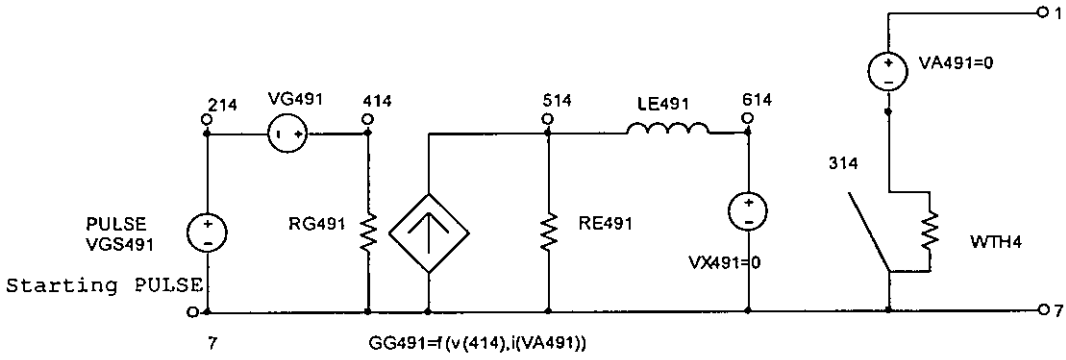 1
VA491=0
214
VG491
414
514
LE491
614
314
PULSE
VGS491
RG491
RE491
VX491=0
WTH4
Starting PULSE
7
7
GG491=f(v(414),i(VA491))